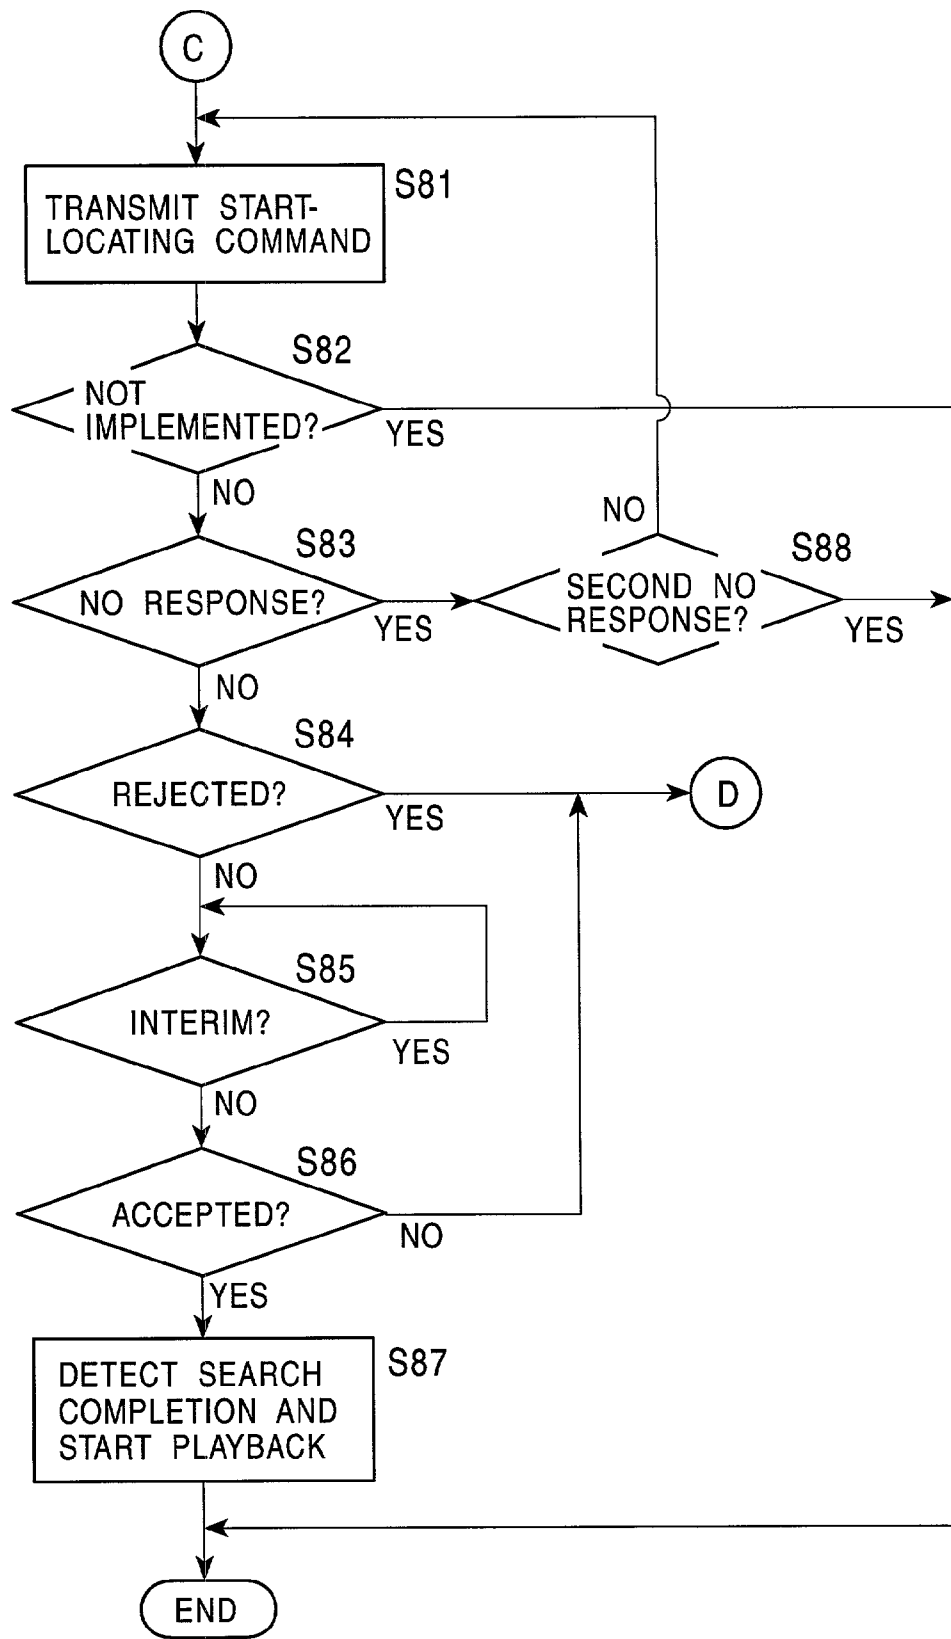 C
S81
TRANSMIT START-
LOCATING COMMAND
S82
NOT
IMPLEMENTED?
YES
NO
S83
NO RESPONSE?
YES
NO
S88
SECOND NO
RESPONSE?
YES
NO
S84
REJECTED?
YES
D
NO
S85
INTERIM?
YES
NO
S86
ACCEPTED?
NO
YES
S87
DETECT SEARCH
COMPLETION AND
START PLAYBACK
END